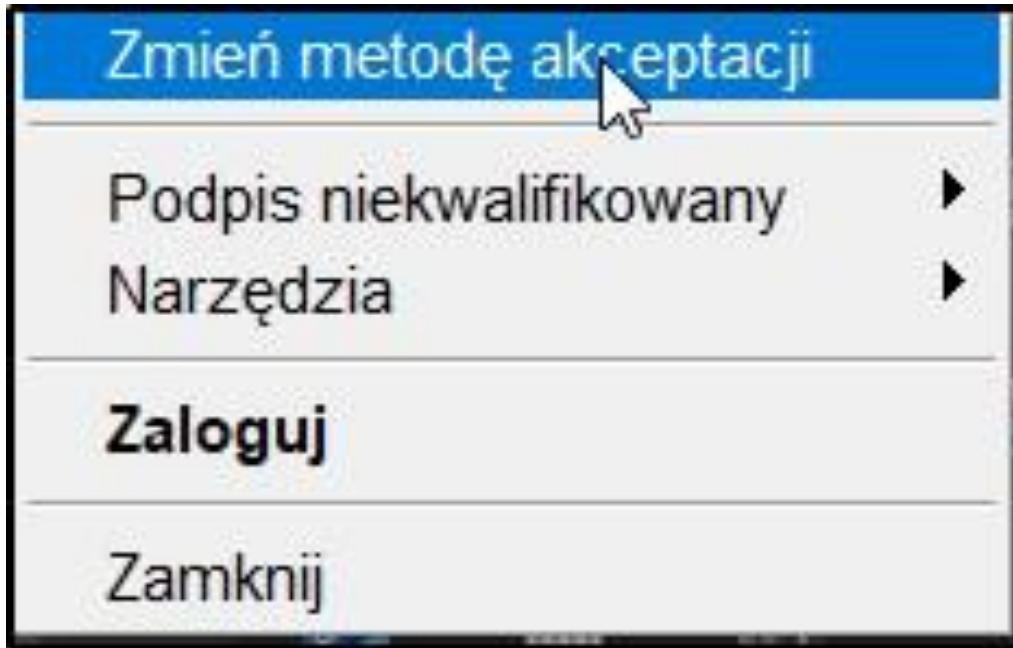 Zmień metodę akceptacji
Podpis niekwalifikowany
Narzędzia
Zaloguj
Zamknij